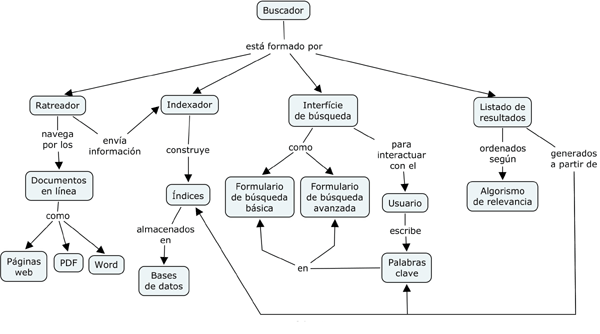 Buscador
está formado por
Ratreador
Indexador
Interfície
de búsqueda
Listado de
resultados
navega
por los
envía
información
construye
como
para
interactuar
con el
ordenados
según
generados
a partir de
Documentos
en línea
Índices
Formulario
de búsqueda
básica
Formulario
de búsqueda
avanzada
Usuario
Algorismo
de relevancia
como
almacenados
en
escribe
Páginas
web
PDF
Word
Bases
de datos
en
Palabras
clave